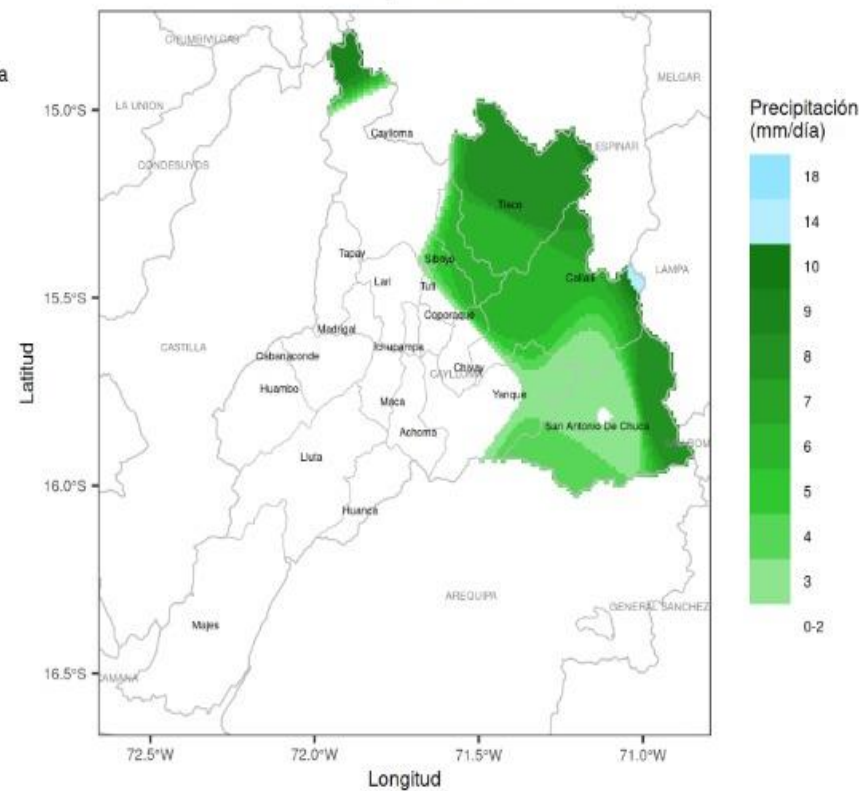 a
CHUMBIVILCAS
MELGAR
LA UNION
15.0°S
Caylloma
ESPINAR
CONDESUYOS
Tisco
Tapay
Sibayo
LAMPA
Lari
Tuti
Callalli
15.5°S
Coporaque
Madrigal
CASTILLA
Ichupampa
Cabanaconde
Chivay
CAYLLOMA
Huambo
Yanque
Maca
San Antonio De Chuca
Achoma
Lluta
16.0°S
Huanca
AREQUIPA
GENERAL SANCHEZ
Majes
16.5°S
CAMANA
72.5°W
72.0°W
71.5°W
71.0°W
Longitud
Latitud
Precipitación
(mm/día)
18
14
10
9
8
7
6
5
4
3
0-2